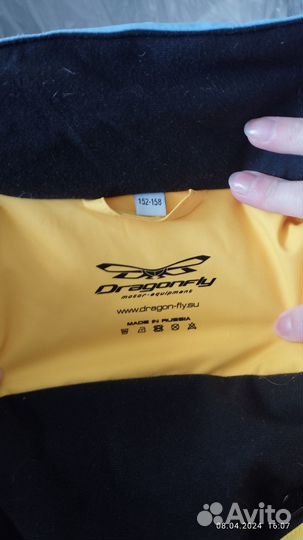 152-158
Dragonfly
motor-equipment
www.dragon-fly.su
MADE IN RUSSIA
08.04.2024 16:07
Avito